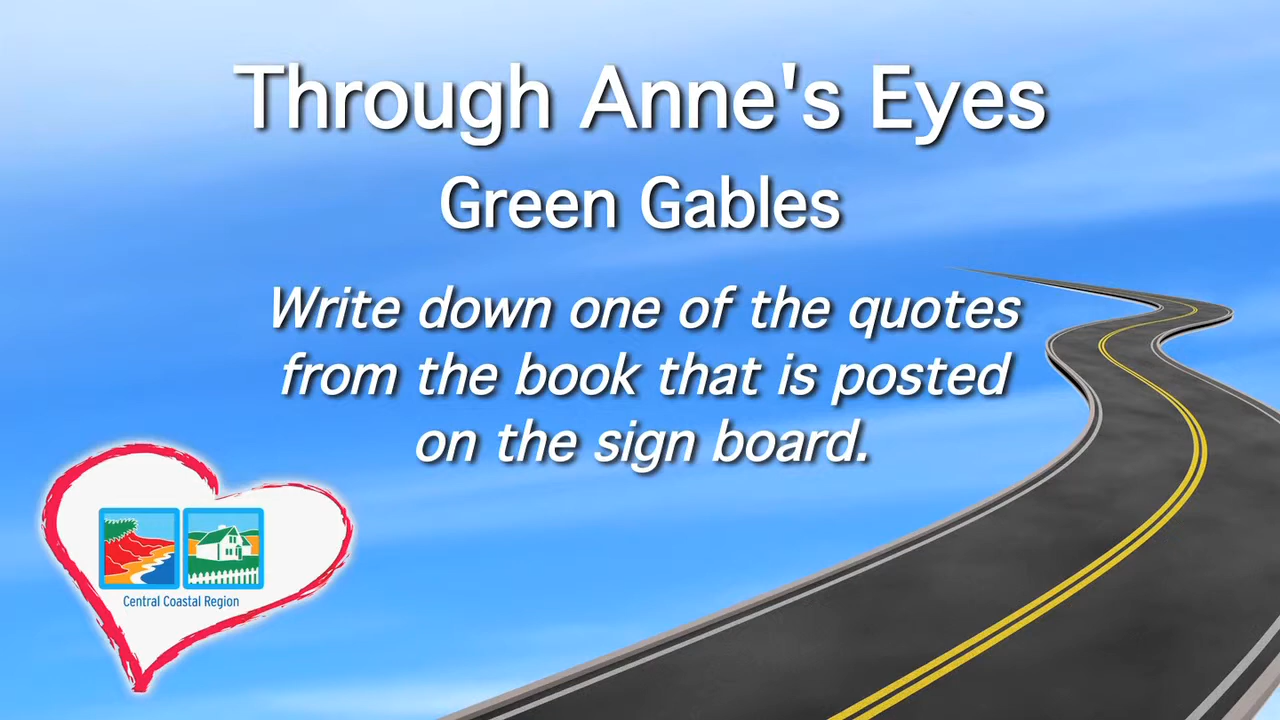 Through Anne's Eyes
Green Gables
Write down one of the quotes
from the book that is posted
on the sign board.
Central Coastal Region